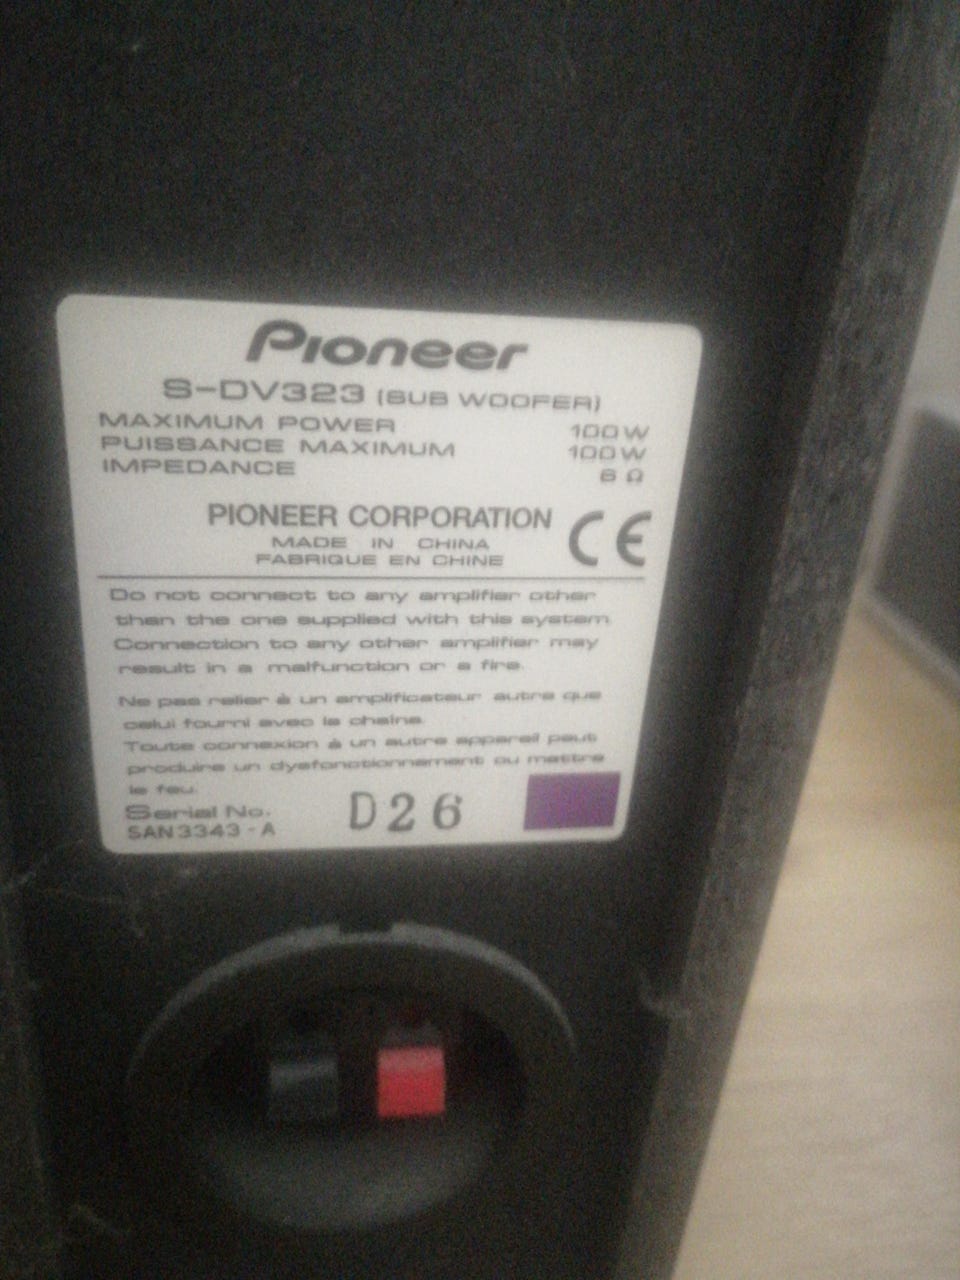 Pioneer
S-DV323 (SUB WOOFER)
MAXIMUM POWER 100W
PUISSANCE MAXIMUM 100W
IMPEDANCE 6 Ω
PIONEER CORPORATION CE
MADE IN CHINA
FABRIQUE EN CHINE
Do not connect to any amplifier other
than the one supplied with this system.
Connection to any other amplifier may
result in a malfunction or a fire.
Ne pas relier à un amplificateur autre que
celui fourni avec la chaîne.
Toute connexion à un autre appareil peut
produire un dysfonctionnement ou mettre
le feu.
Serial No. D26
SAN3343-A